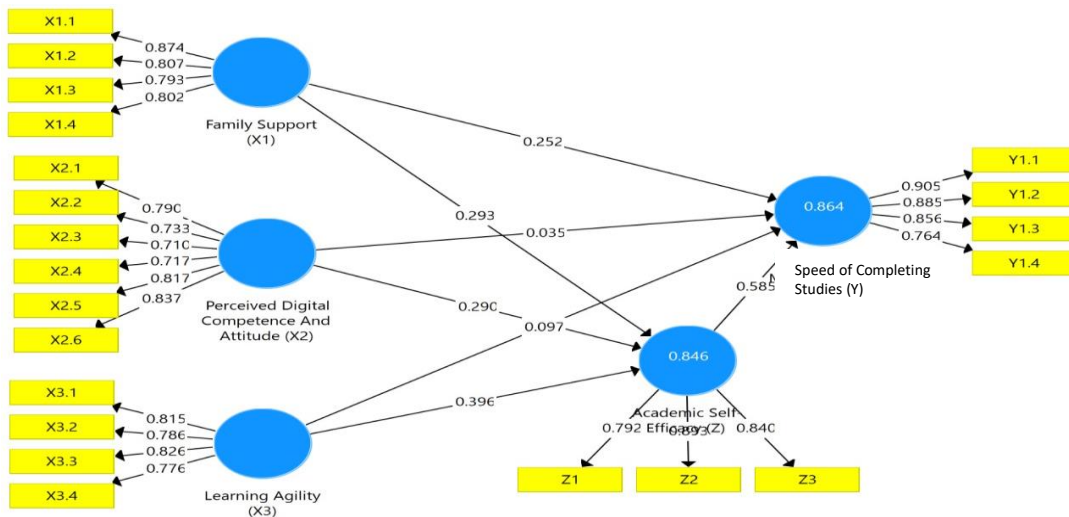 X1.1
X1.2
X1.3
X1.4
0.874
0.807
0.793
0.802
Family Support
(X1)
X2.1
X2.2
X2.3
X2.4
X2.5
X2.6
0.790
0.733
0.710
0.717
0.817
0.837
Perceived Digital
Competence And
Attitude (X2)
X3.1
X3.2
X3.3
X3.4
0.815
0.786
0.826
0.776
Learning Agility
(X3)
0.252
0.293
0.035
0.290
0.097
0.396
0.585
0.864
Speed of Completing
Studies (Y)
0.905
0.885
0.856
0.764
Y1.1
Y1.2
Y1.3
Y1.4
0.846
Academic Self
Efficacy (Z)
0.792
0.840
Z1
Z2
Z3